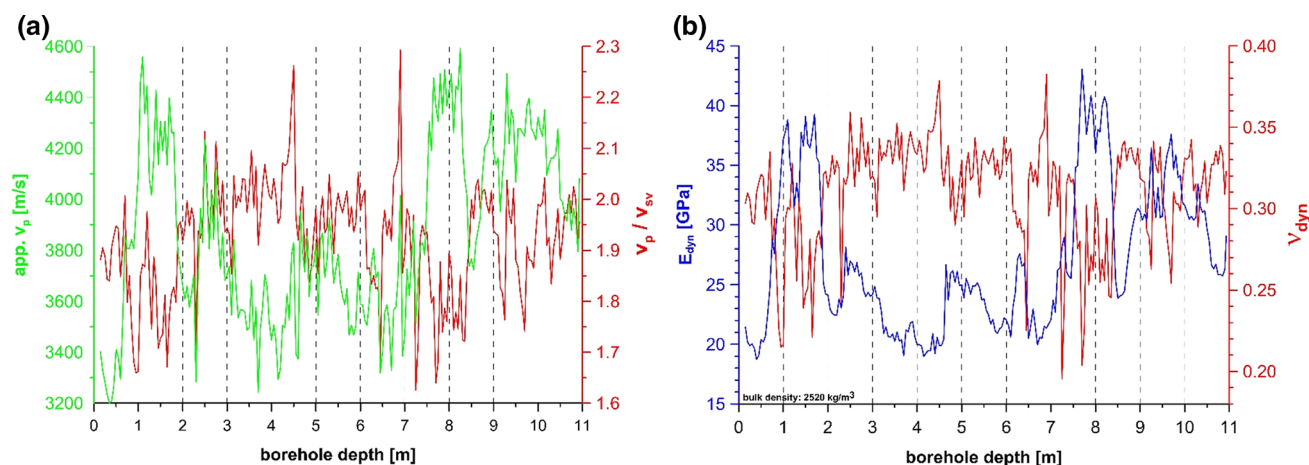 (a)
app. vp [m/s]
4600
4400
4200
4000
3800
3600
3400
3200
0 1 2 3 4 5 6 7 8 9 10 11
borehole depth [m]
2.3
2.2
2.1
2.0
1.9
1.8
1.7
1.6
vp / vsv
(b)
Edyn [GPa]
45
40
35
30
25
20
15
bulk density: 2520 kg/m3
0 1 2 3 4 5 6 7 8 9 10 11
borehole depth [m]
0.40
0.35
0.30
0.25
0.20
νdyn